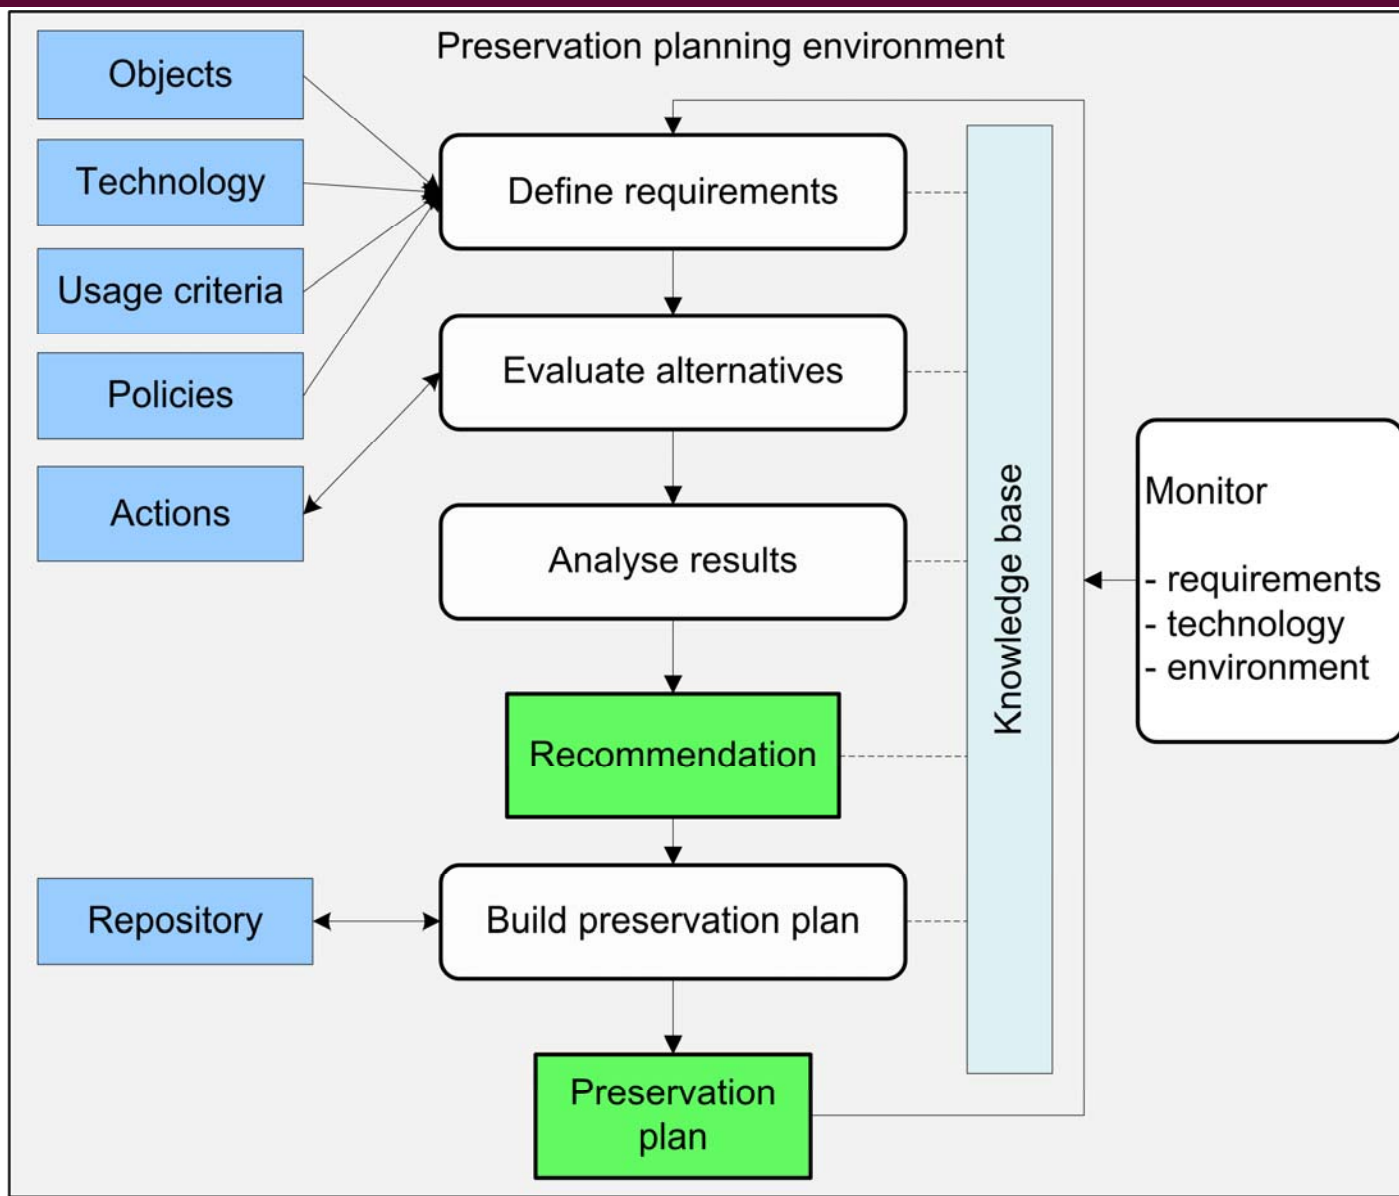 Preservation planning environment
Objects
Technology
Usage criteria
Policies
Actions
Repository
Define requirements
Evaluate alternatives
Analyse results
Recommendation
Build preservation plan
Preservation
plan
Knowledge base
Monitor
- requirements
- technology
- environment